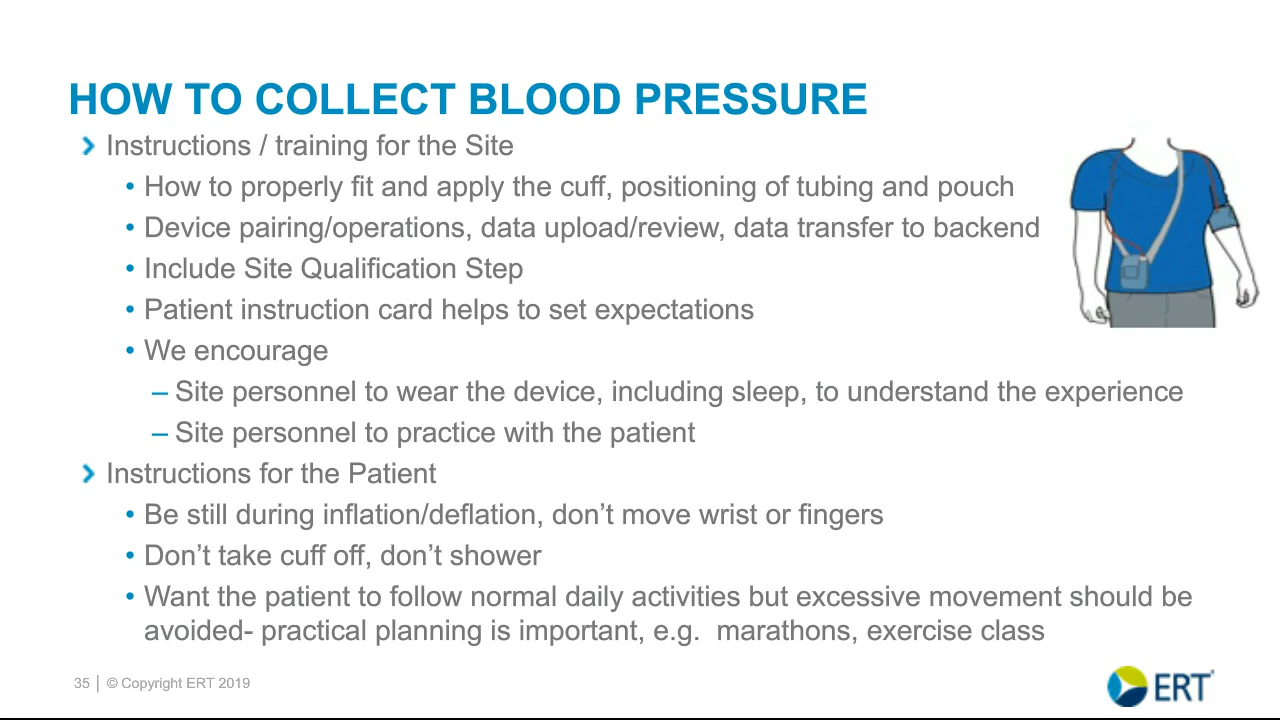 HOW TO COLLECT BLOOD PRESSURE
Instructions / training for the Site
• How to properly fit and apply the cuff, positioning of tubing and pouch
• Device pairing/operations, data upload/review, data transfer to backend
• Include Site Qualification Step
• Patient instruction card helps to set expectations
• We encourage
– Site personnel to wear the device, including sleep, to understand the experience
– Site personnel to practice with the patient
Instructions for the Patient
• Be still during inflation/deflation, don’t move wrist or fingers
• Don’t take cuff off, don’t shower
• Want the patient to follow normal daily activities but excessive movement should be
avoided- practical planning is important, e.g.  marathons, exercise class
35 | © Copyright ERT 2019
ERT